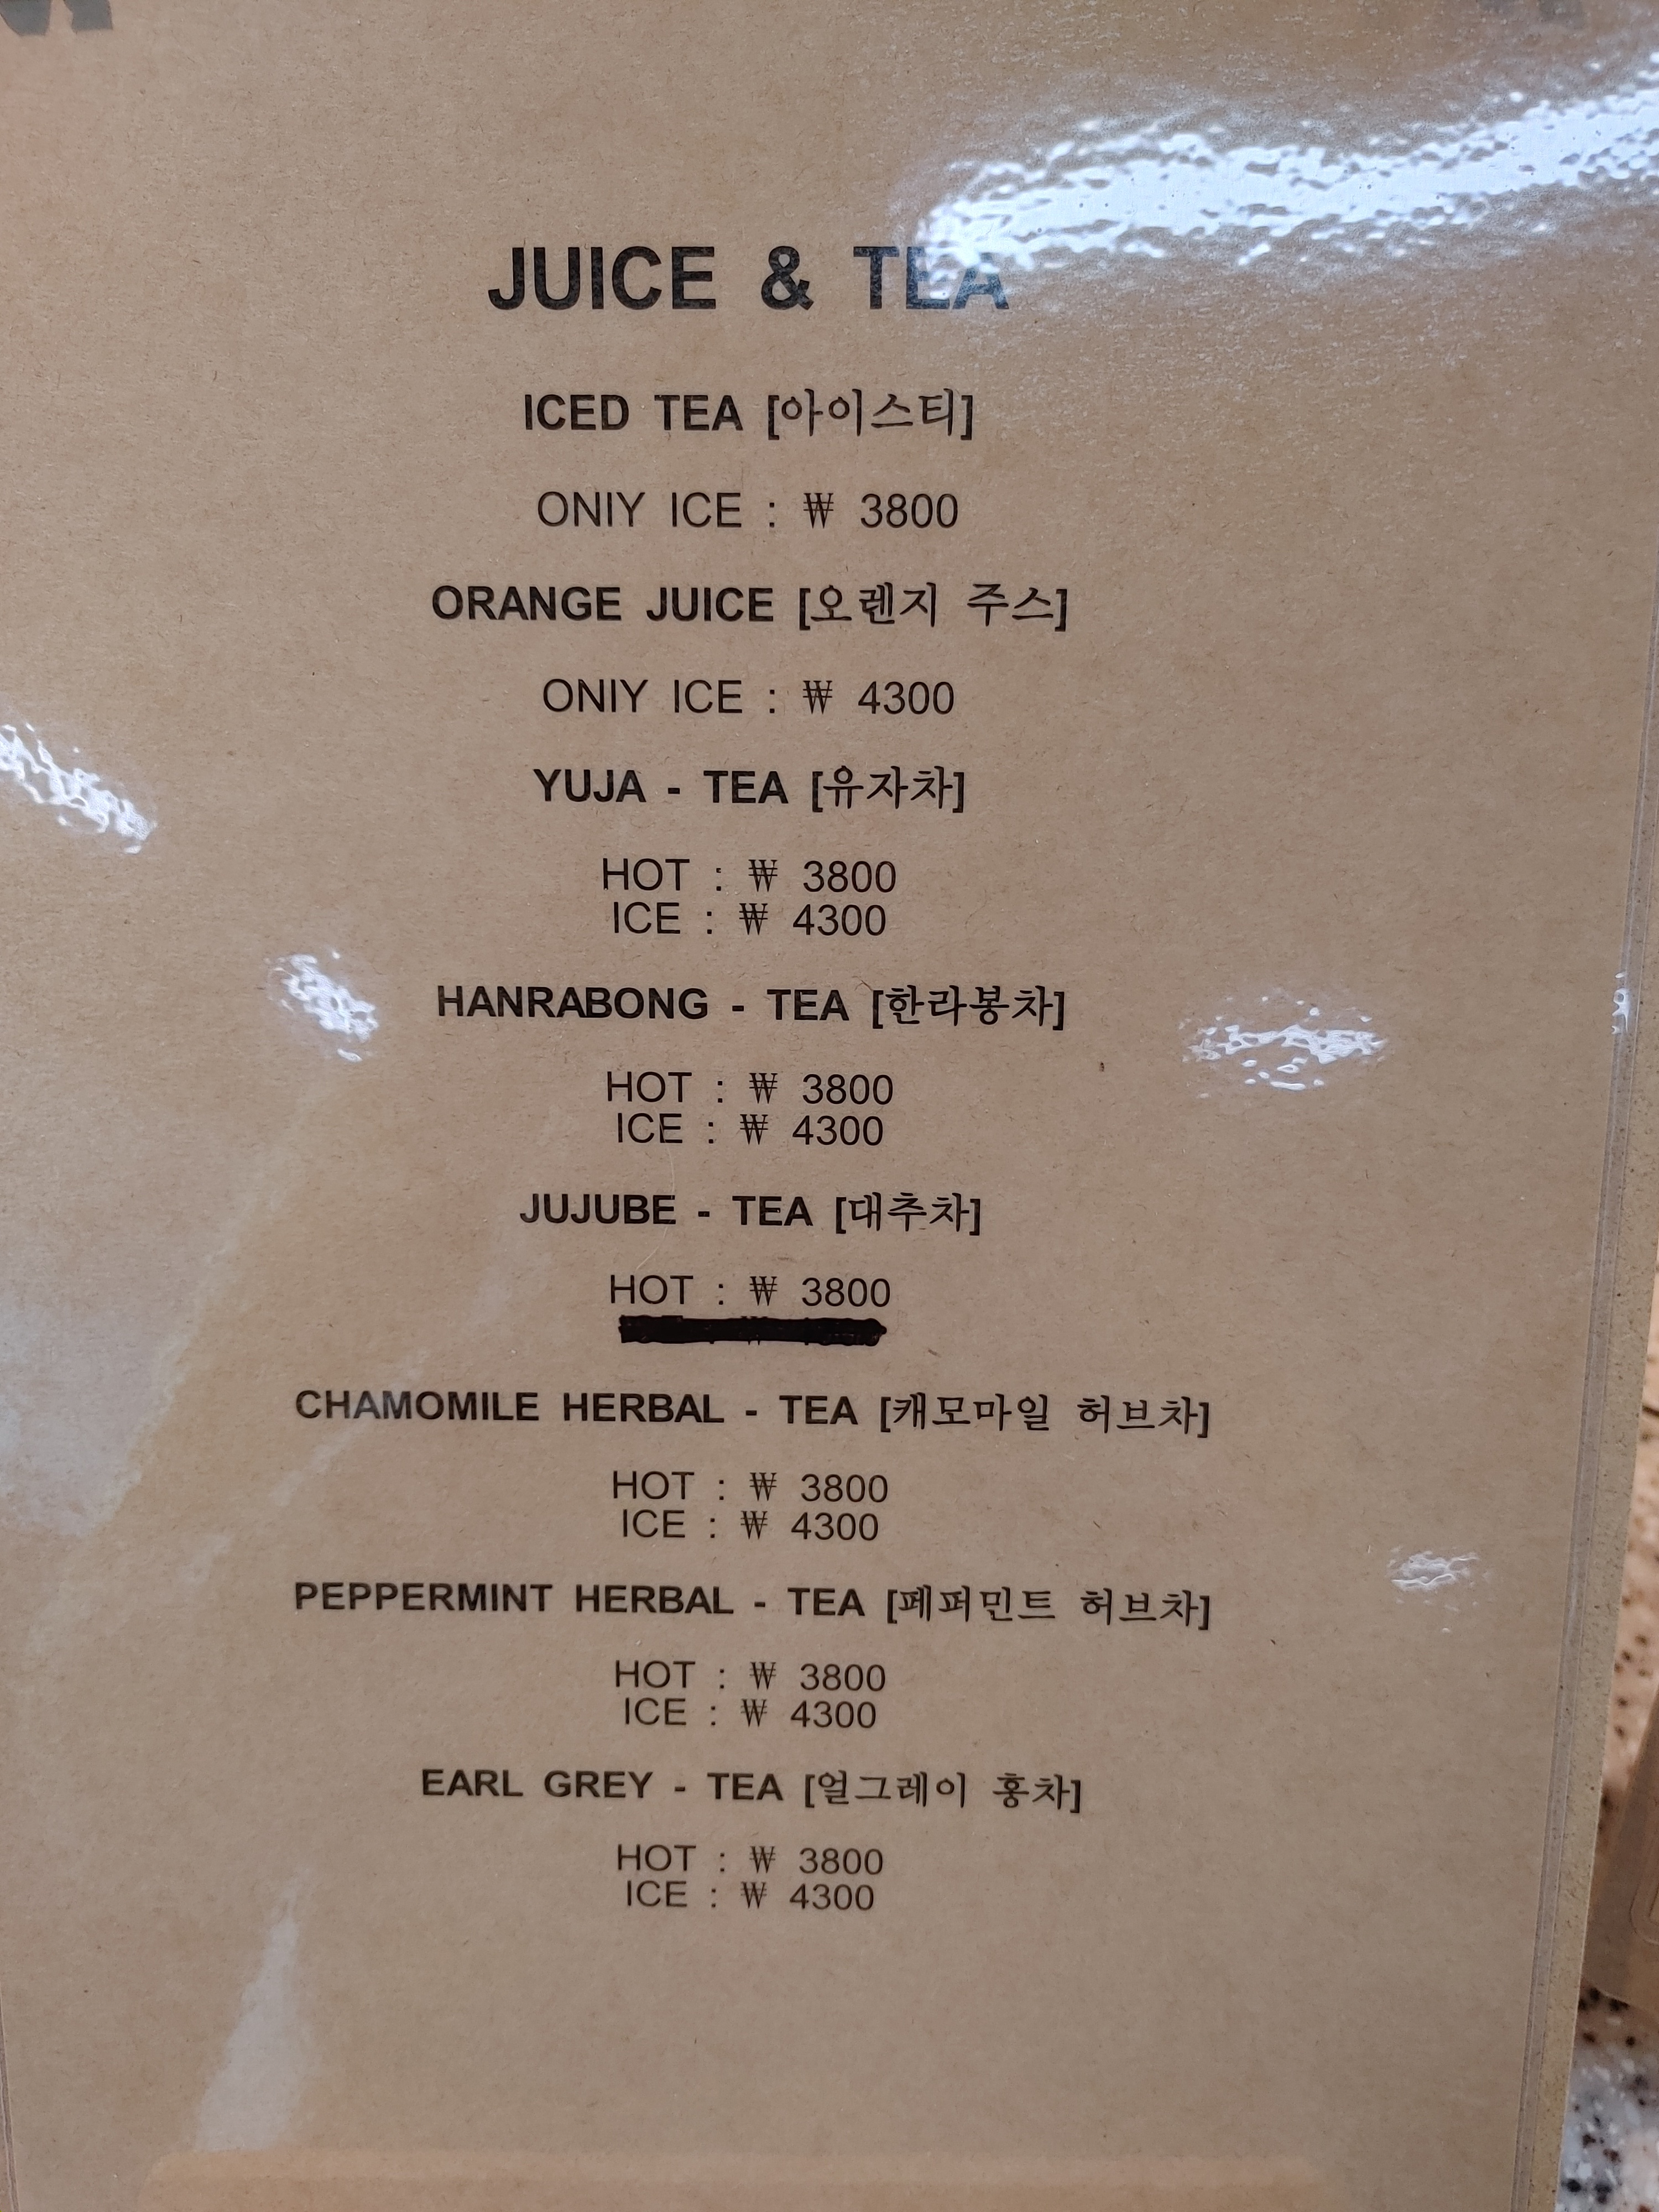 JUICE & TEA
ICED TEA [아이스티]
ONIY ICE : ₩ 3800
ORANGE JUICE [오렌지 주스]
ONIY ICE : ₩ 4300
YUJA - TEA [유자차]
HOT : ₩ 3800
ICE : ₩ 4300
HANRABONG - TEA [한라봉차]
HOT : ₩ 3800
ICE : ₩ 4300
JUJUBE - TEA [대추차]
HOT : ₩ 3800
CHAMOMILE HERBAL - TEA [캐모마일 허브차]
HOT : ₩ 3800
ICE : ₩ 4300
PEPPERMINT HERBAL - TEA [페퍼민트 허브차]
HOT : ₩ 3800
ICE : ₩ 4300
EARL GREY - TEA [얼그레이 홍차]
HOT : ₩ 3800
ICE : ₩ 4300